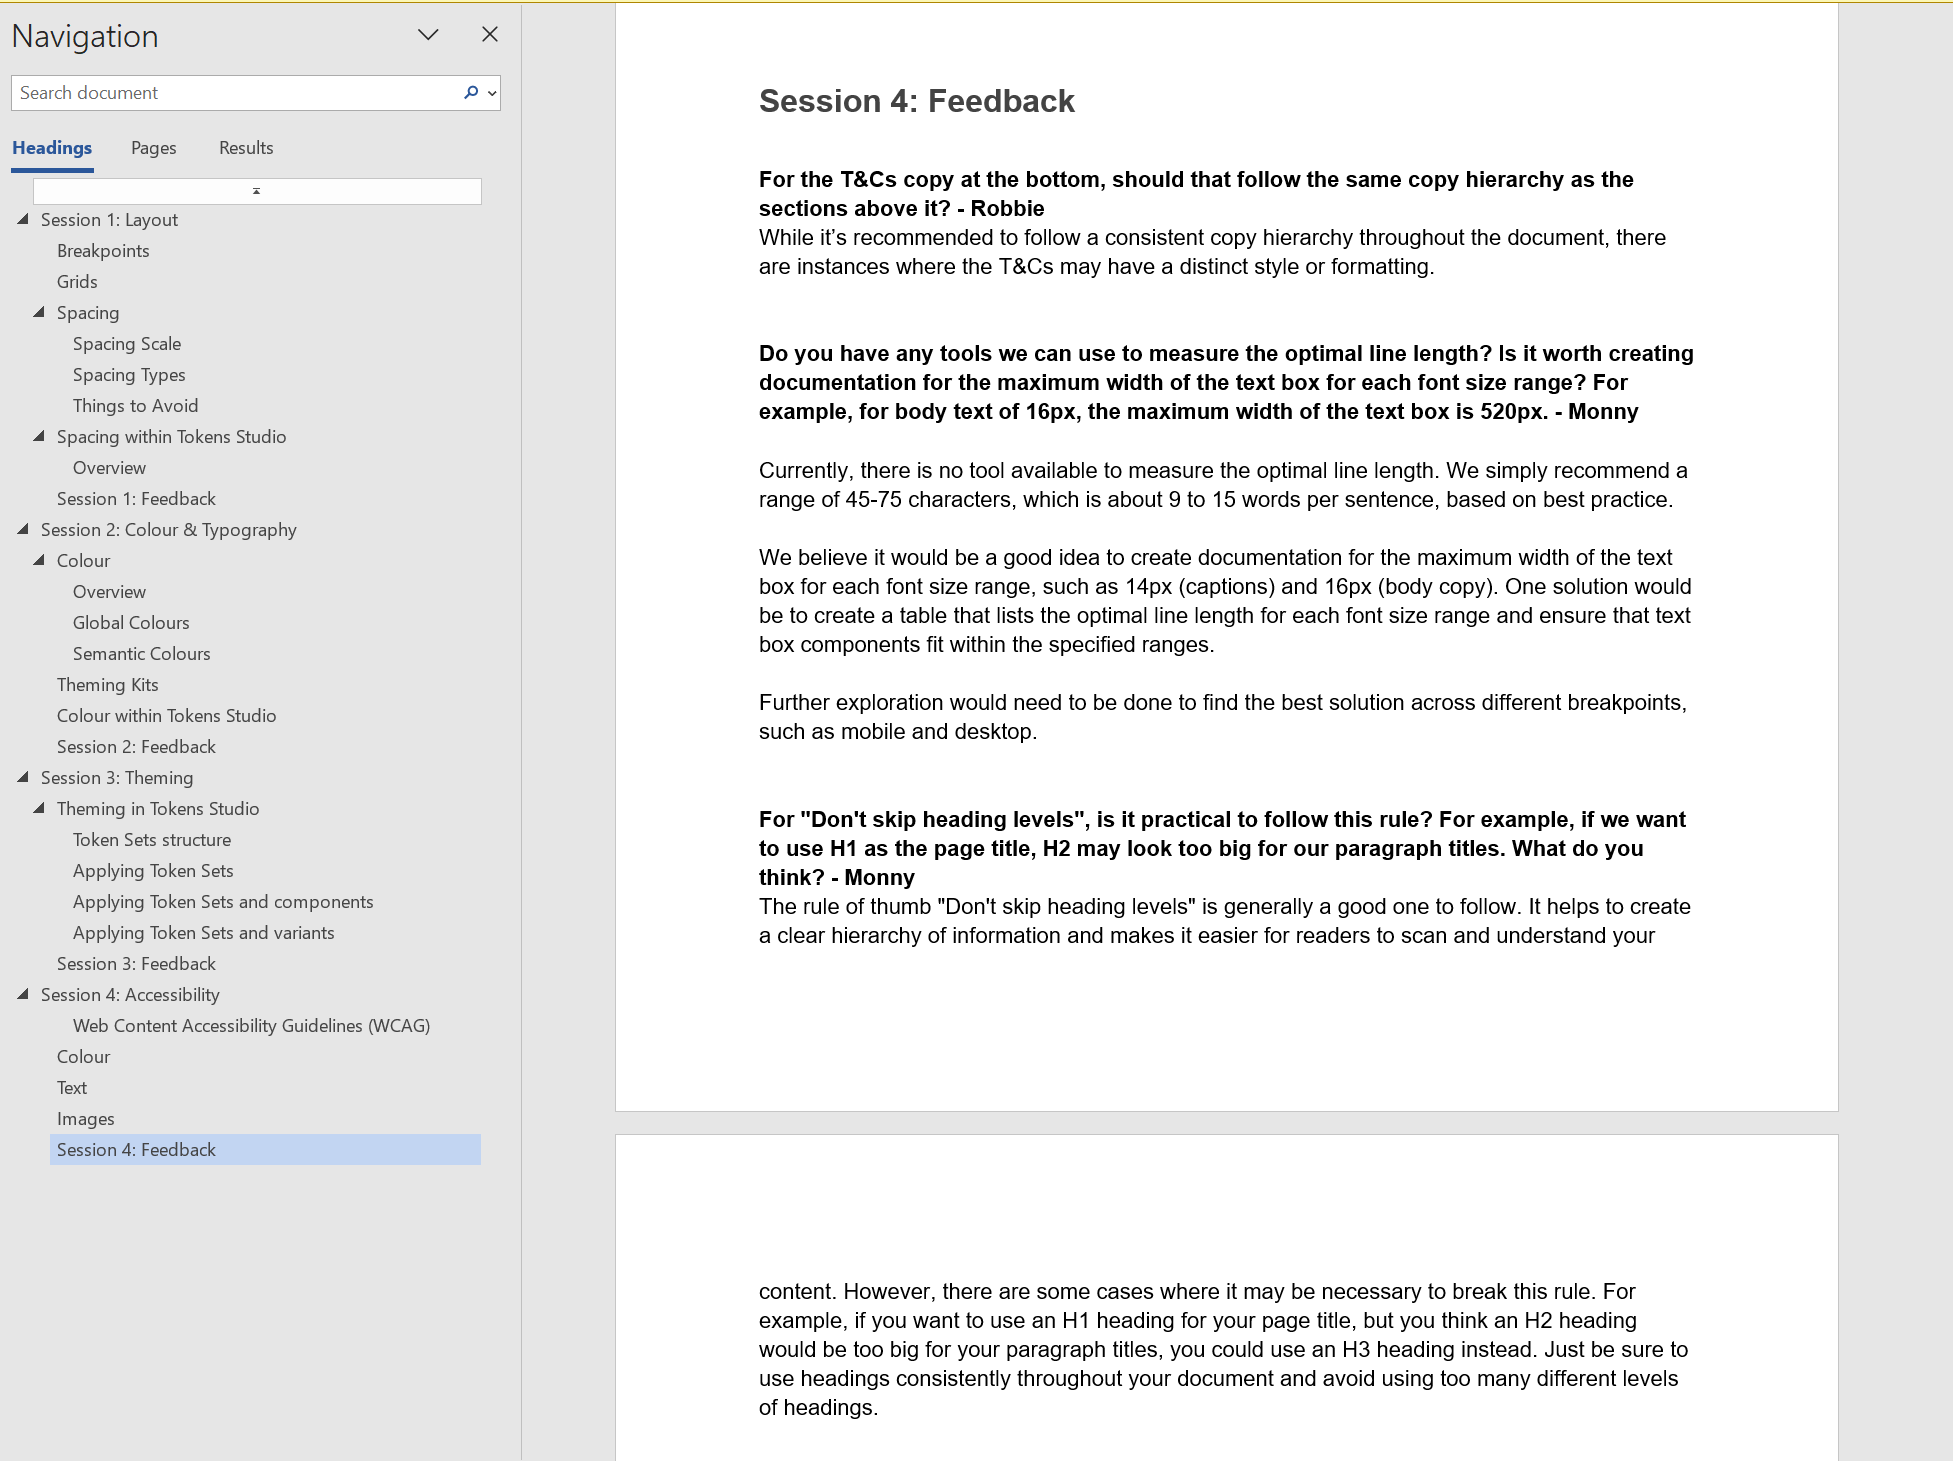 Navigation
Search document
Headings Pages Results
Session 1: Layout
Breakpoints
Grids
Spacing
Spacing Scale
Spacing Types
Things to Avoid
Spacing within Tokens Studio
Overview
Session 1: Feedback
Session 2: Colour & Typography
Colour
Overview
Global Colours
Semantic Colours
Theming Kits
Colour within Tokens Studio
Session 2: Feedback
Session 3: Theming
Theming in Tokens Studio
Token Sets structure
Applying Token Sets
Applying Token Sets and components
Applying Token Sets and variants
Session 3: Feedback
Session 4: Accessibility
Web Content Accessibility Guidelines (WCAG)
Colour
Text
Images
Session 4: Feedback
Session 4: Feedback
For the T&Cs copy at the bottom, should that follow the same copy hierarchy as the
sections above it? - Robbie
While it’s recommended to follow a consistent copy hierarchy throughout the document, there
are instances where the T&Cs may have a distinct style or formatting.
Do you have any tools we can use to measure the optimal line length? Is it worth creating
documentation for the maximum width of the text box for each font size range? For
example, for body text of 16px, the maximum width of the text box is 520px. - Monny
Currently, there is no tool available to measure the optimal line length. We simply recommend a
range of 45-75 characters, which is about 9 to 15 words per sentence, based on best practice.
We believe it would be a good idea to create documentation for the maximum width of the text
box for each font size range, such as 14px (captions) and 16px (body copy). One solution would
be to create a table that lists the optimal line length for each font size range and ensure that text
box components fit within the specified ranges.
Further exploration would need to be done to find the best solution across different breakpoints,
such as mobile and desktop.
For "Don't skip heading levels", is it practical to follow this rule? For example, if we want
to use H1 as the page title, H2 may look too big for our paragraph titles. What do you
think? - Monny
The rule of thumb "Don't skip heading levels" is generally a good one to follow. It helps to create
a clear hierarchy of information and makes it easier for readers to scan and understand your
content. However, there are some cases where it may be necessary to break this rule. For
example, if you want to use an H1 heading for your page title, but you think an H2 heading
would be too big for your paragraph titles, you could use an H3 heading instead. Just be sure to
use headings consistently throughout your document and avoid using too many different levels
of headings.